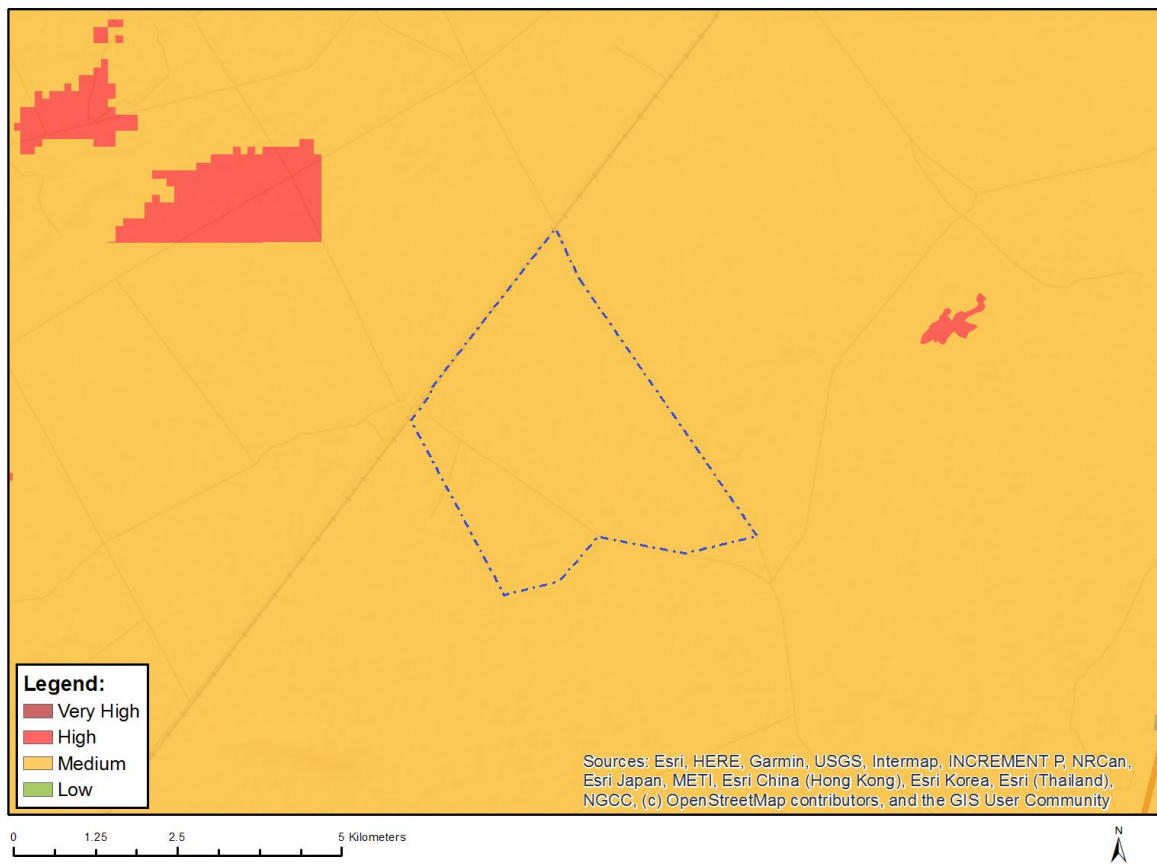 Legend:
Very High
High
Medium
Low
Sources: Esri, HERE, Garmin, USGS, Intermap, INCREMENT P, NRCan,
Esri Japan, METI, Esri China (Hong Kong), Esri Korea, Esri (Thailand),
NGCC, (c) OpenStreetMap contributors, and the GIS User Community
0 1.25 2.5 5 Kilometers
N